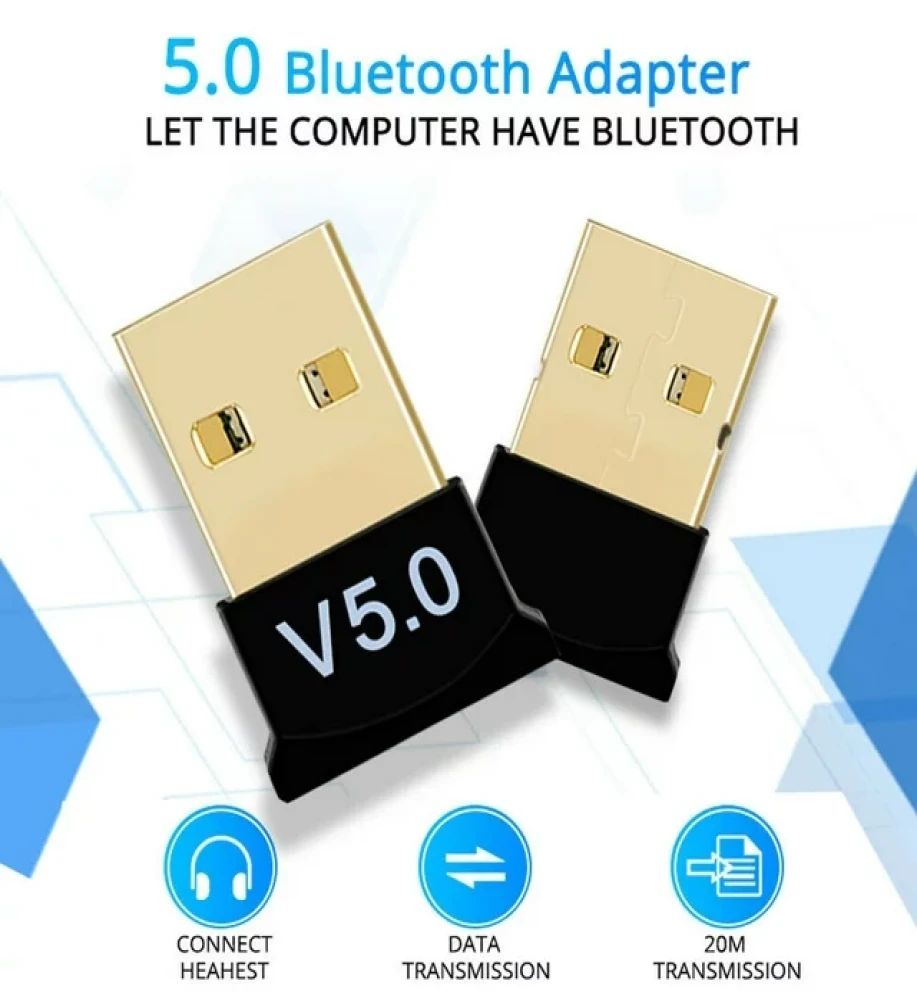 5.0 Bluetooth Adapter
LET THE COMPUTER HAVE BLUETOOTH
V5.0
CONNECT
HEAHEST
DATA
TRANSMISSION
20M
TRANSMISSION